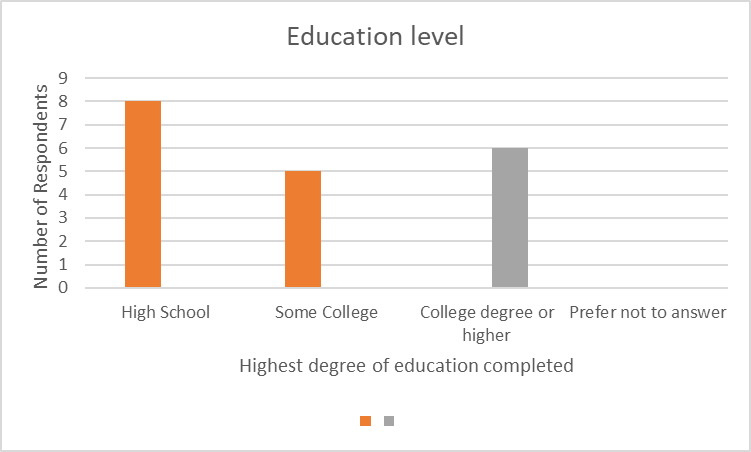 Education level
Number of Respondents
9
8
7
6
5
4
3
2
1
0
High School
Some College
College degree or
higher
Prefer not to answer
Highest degree of education completed